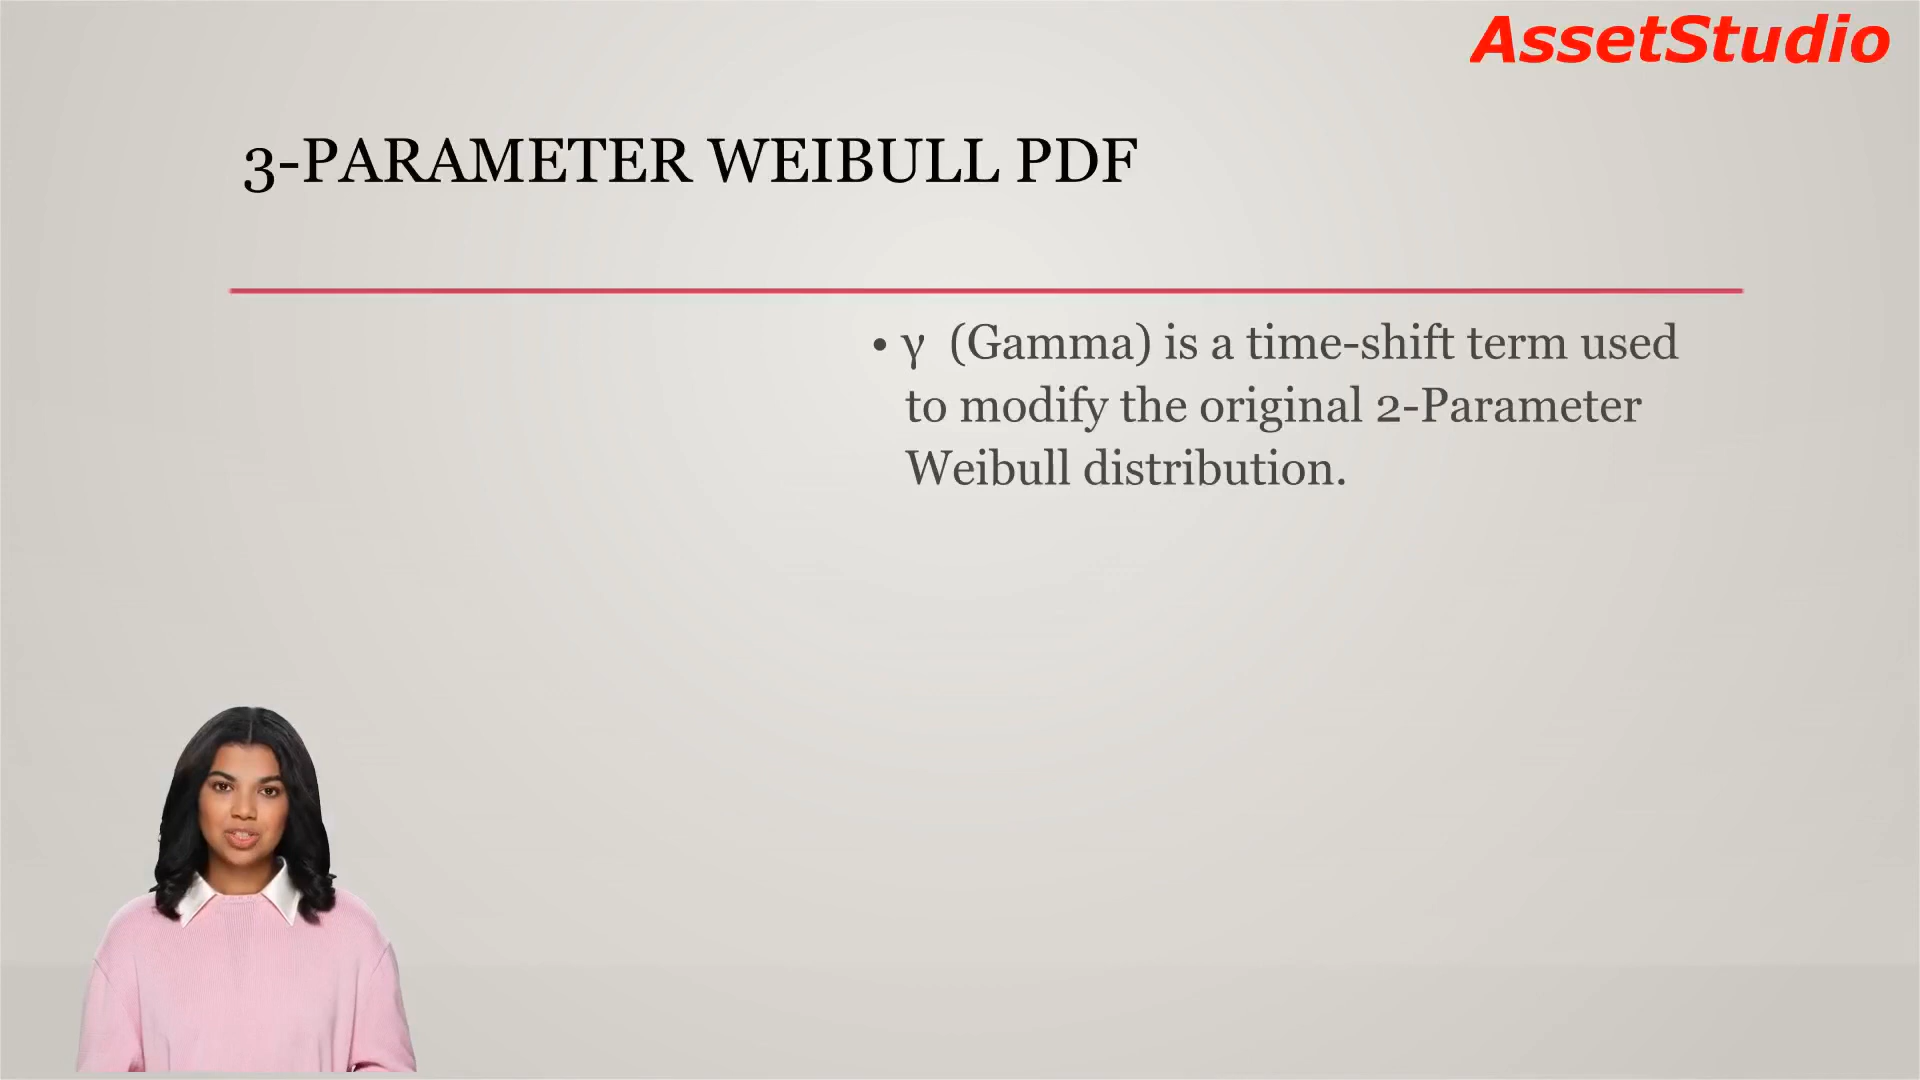 AssetStudio
3-PARAMETER WEIBULL PDF
• γ (Gamma) is a time-shift term used
to modify the original 2-Parameter
Weibull distribution.